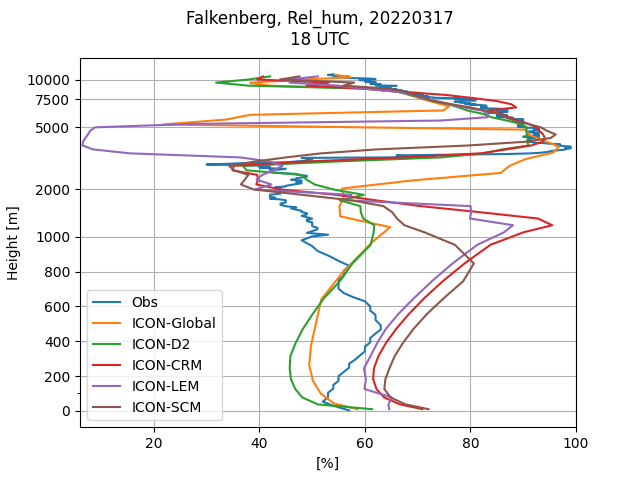 Falkenberg, Rel_hum, 20220317
18 UTC
10000
7500
5000
2000
1000
800
600
400
200
0
Height [m]
Obs
ICON-Global
ICON-D2
ICON-CRM
ICON-LEM
ICON-SCM
20 40 60 80 100
[%]